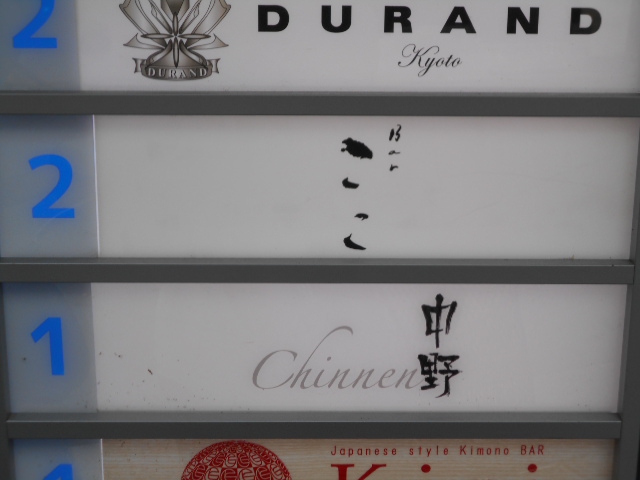 2
DURAND
DURAND
Kyoto
2
Bar
ここ
1
中野
Chinnen
Japanese style Kimono BAR